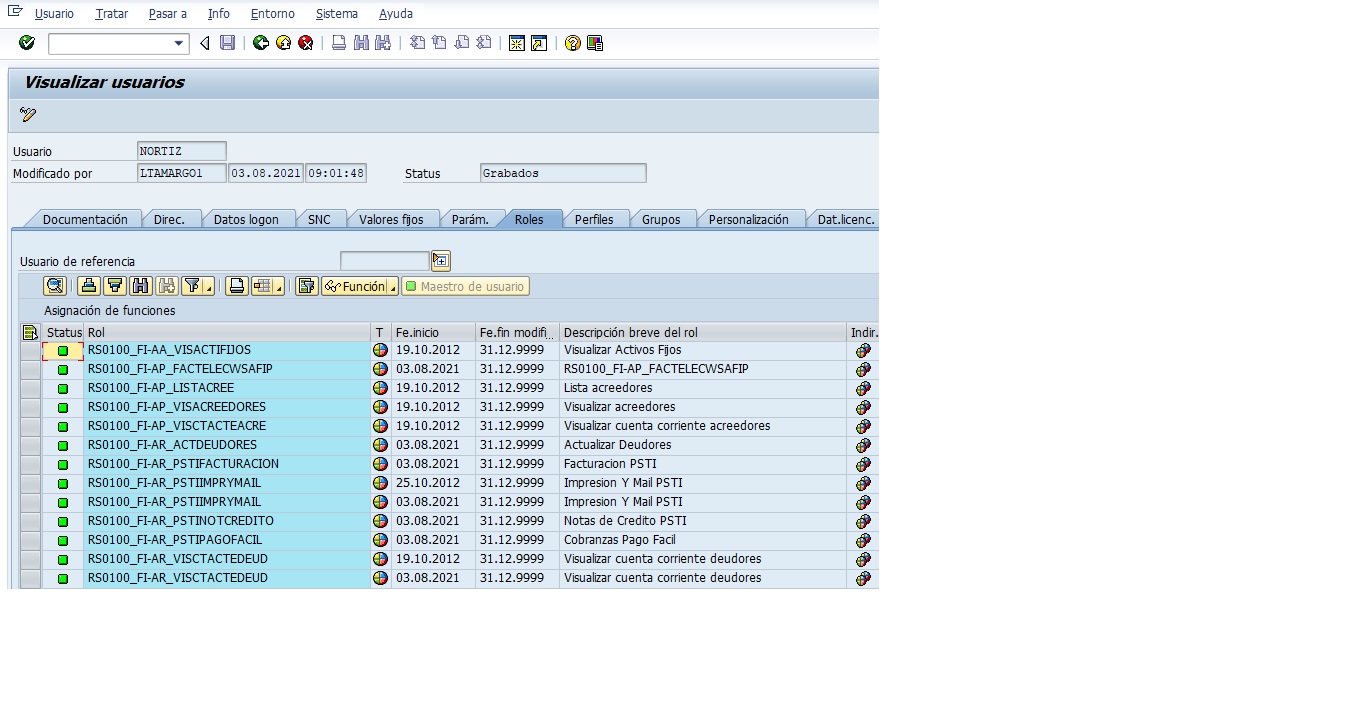 Usuario Tratar Pasar a Info Entorno Sistema Ayuda
Visualizar usuarios
Usuario NORTIZ
Modificado por LTAMARGO1 03.08.2021 09:01:48 Status Grabados
Documentación Direc. Datos logon SNC Valores fijos Parám. Roles Perfiles Grupos Personalización Dat.licenc.
Usuario de referencia
Función Maestro de usuario
Asignación de funciones
Status Rol T Fe.inicio Fe.fin modifi... Descripción breve del rol Indir.
RS0100_FI-AA_VISACTIFIJOS 19.10.2012 31.12.9999 Visualizar Activos Fijos
RS0100_FI-AP_FACTELECWSAFIP 03.08.2021 31.12.9999 RS0100_FI-AP_FACTELECWSAFIP
RS0100_FI-AP_LISTACREE 19.10.2012 31.12.9999 Lista acreedores
RS0100_FI-AP_VISACREEDORES 19.10.2012 31.12.9999 Visualizar acreedores
RS0100_FI-AP_VISCTACTEACRE 19.10.2012 31.12.9999 Visualizar cuenta corriente acreedores
RS0100_FI-AR_ACTDEUDORES 03.08.2021 31.12.9999 Actualizar Deudores
RS0100_FI-AR_PSTIFACTURACION 03.08.2021 31.12.9999 Facturacion PSTI
RS0100_FI-AR_PSTIIMPRYMAIL 25.10.2012 31.12.9999 Impresion Y Mail PSTI
RS0100_FI-AR_PSTIIMPRYMAIL 03.08.2021 31.12.9999 Impresion Y Mail PSTI
RS0100_FI-AR_PSTINOTCREDITO 03.08.2021 31.12.9999 Notas de Credito PSTI
RS0100_FI-AR_PSTIPAGOFACIL 03.08.2021 31.12.9999 Cobranzas Pago Facil
RS0100_FI-AR_VISCTACTEDEUD 19.10.2012 31.12.9999 Visualizar cuenta corriente deudores
RS0100_FI-AR_VISCTACTEDEUD 03.08.2021 31.12.9999 Visualizar cuenta corriente deudores